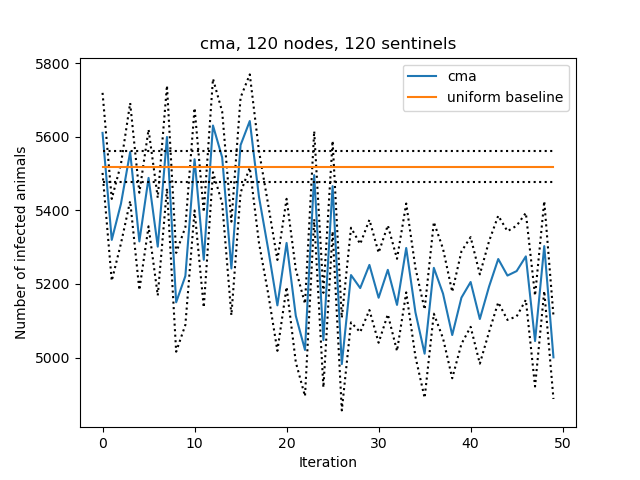 cma, 120 nodes, 120 sentinels
cma
uniform baseline
5800
5600
5400
5200
5000
Number of infected animals
0 10 20 30 40 50
Iteration